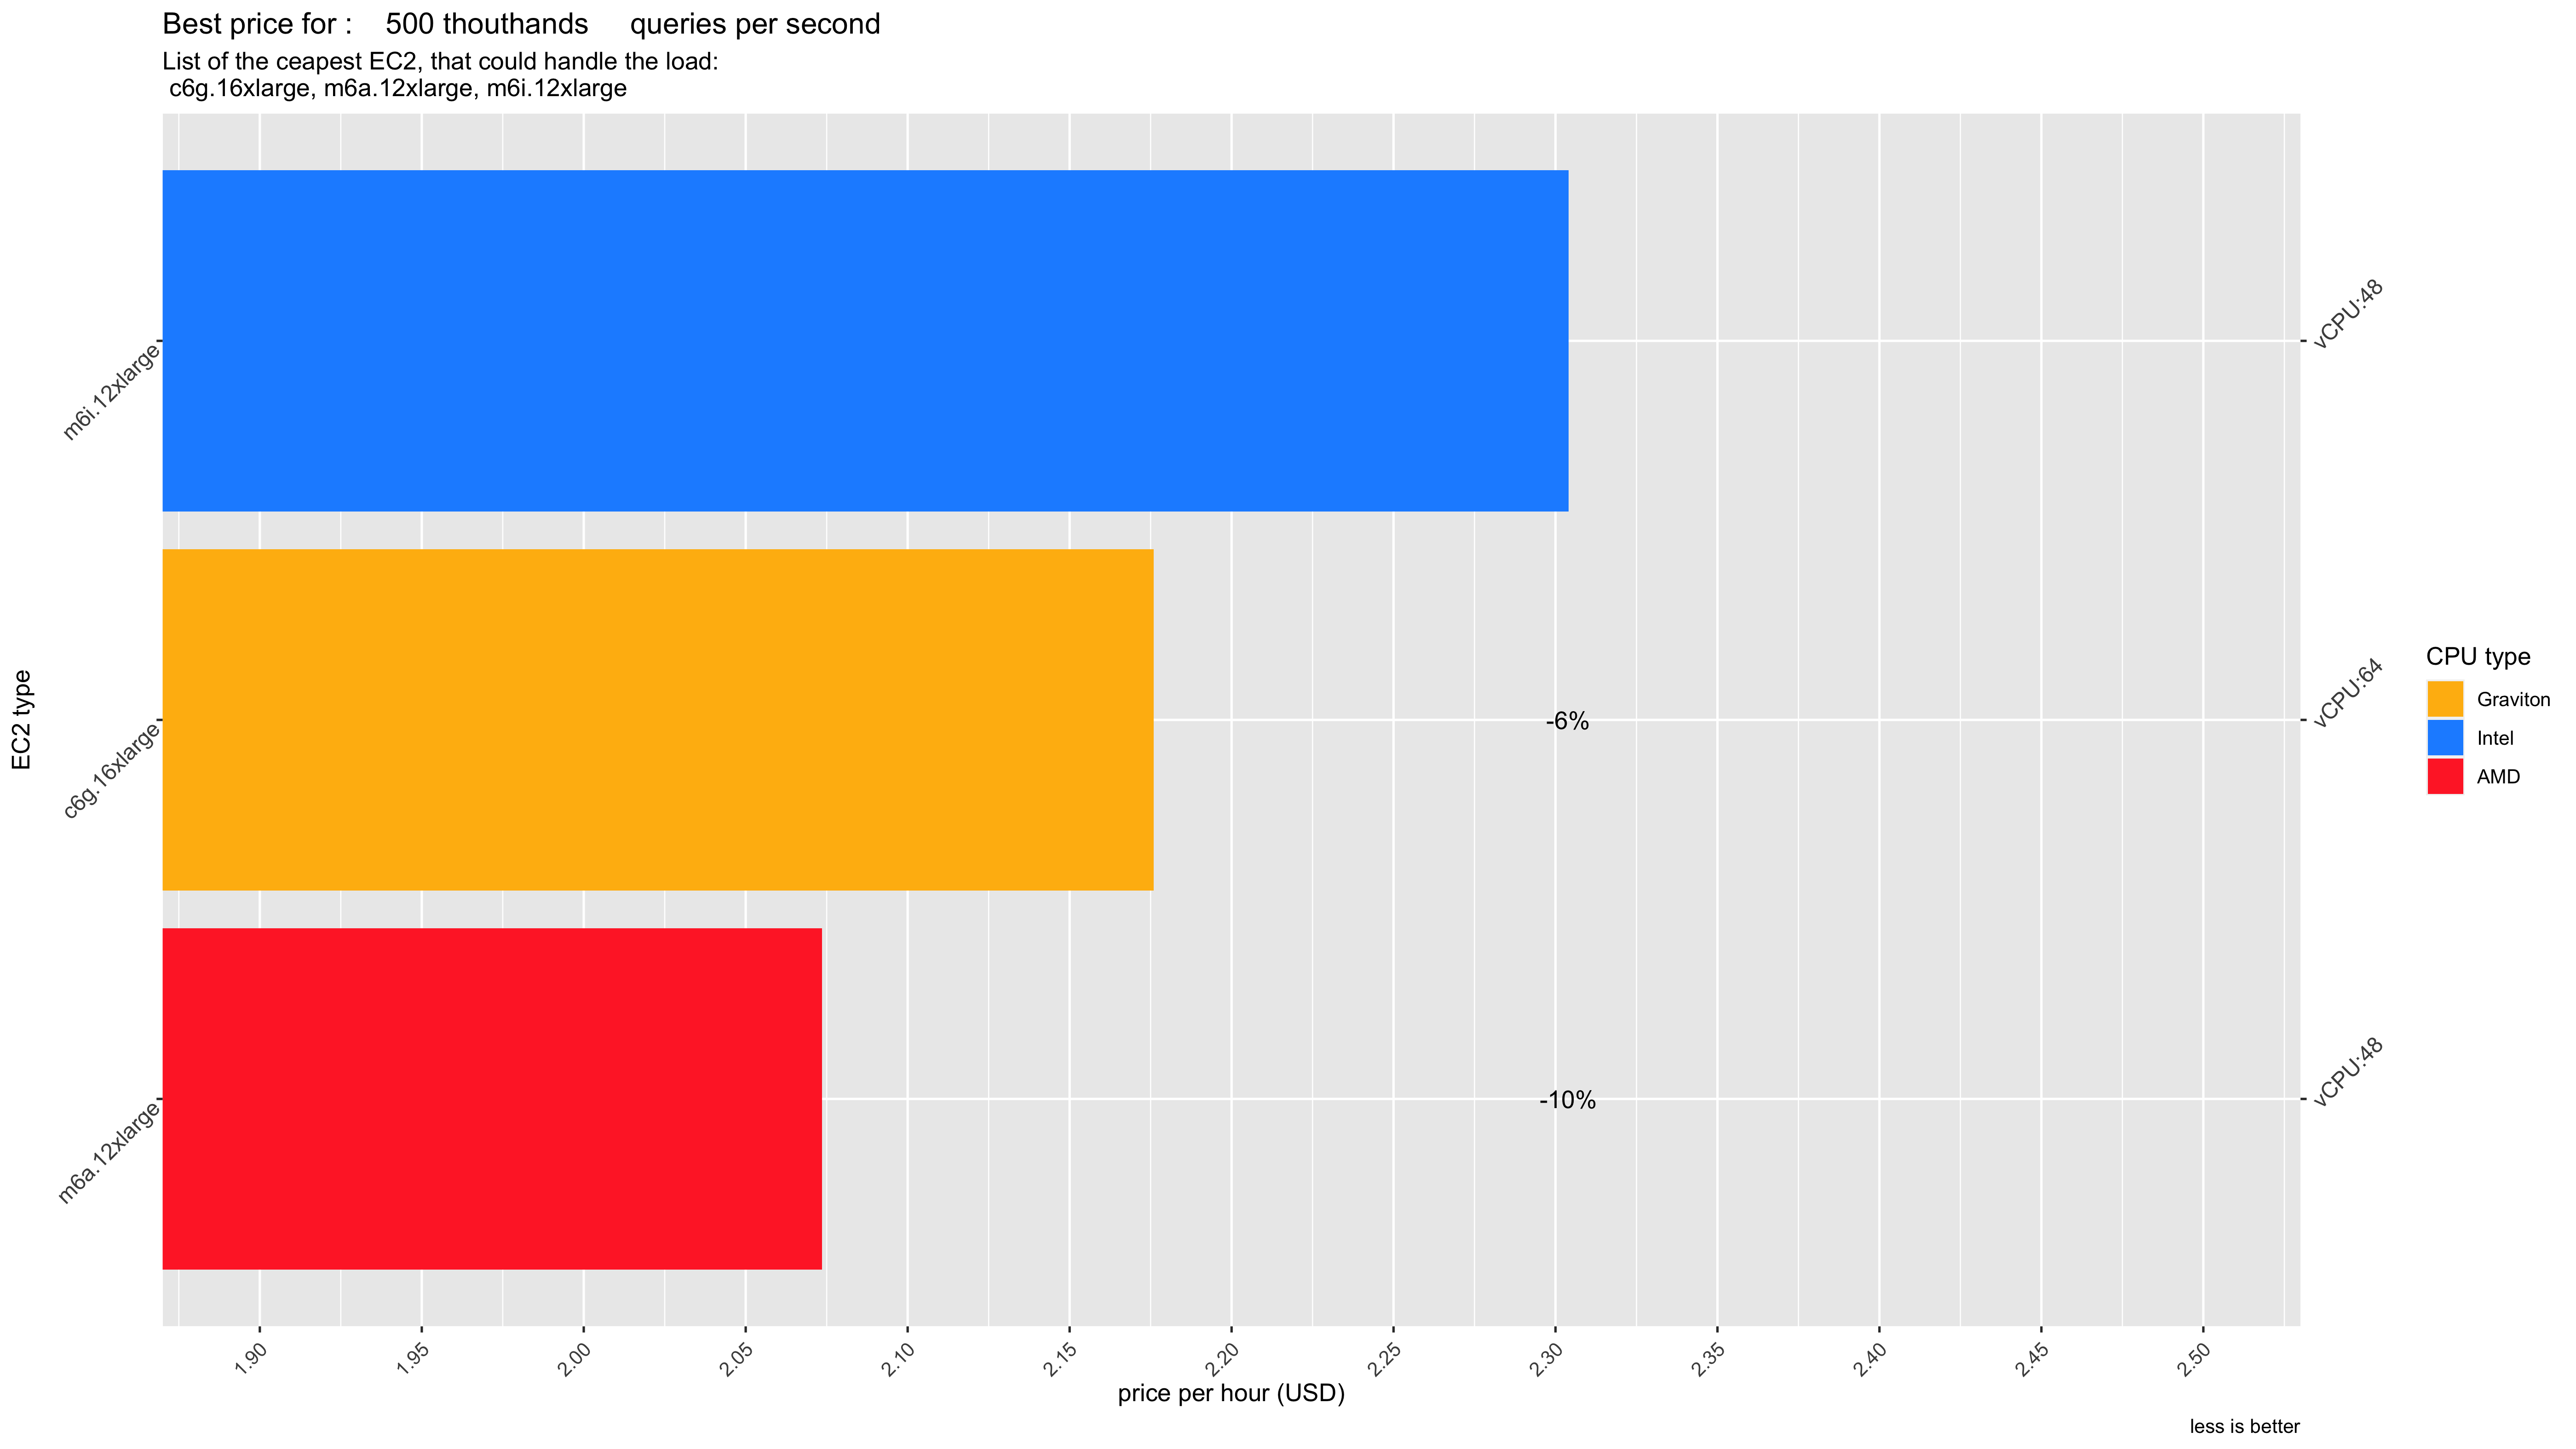 Best price for :    500 thouthands     queries per second
List of the ceapest EC2, that could handle the load:
c6g.16xlarge, m6a.12xlarge, m6i.12xlarge
EC2 type
m6i.12xlarge
vCPU:48
c6g.16xlarge
-6%
vCPU:64
m6a.12xlarge
-10%
vCPU:48
CPU type
Graviton
Intel
AMD
1.90 1.95 2.00 2.05 2.10 2.15 2.20 2.25 2.30 2.35 2.40 2.45 2.50
price per hour (USD)
less is better